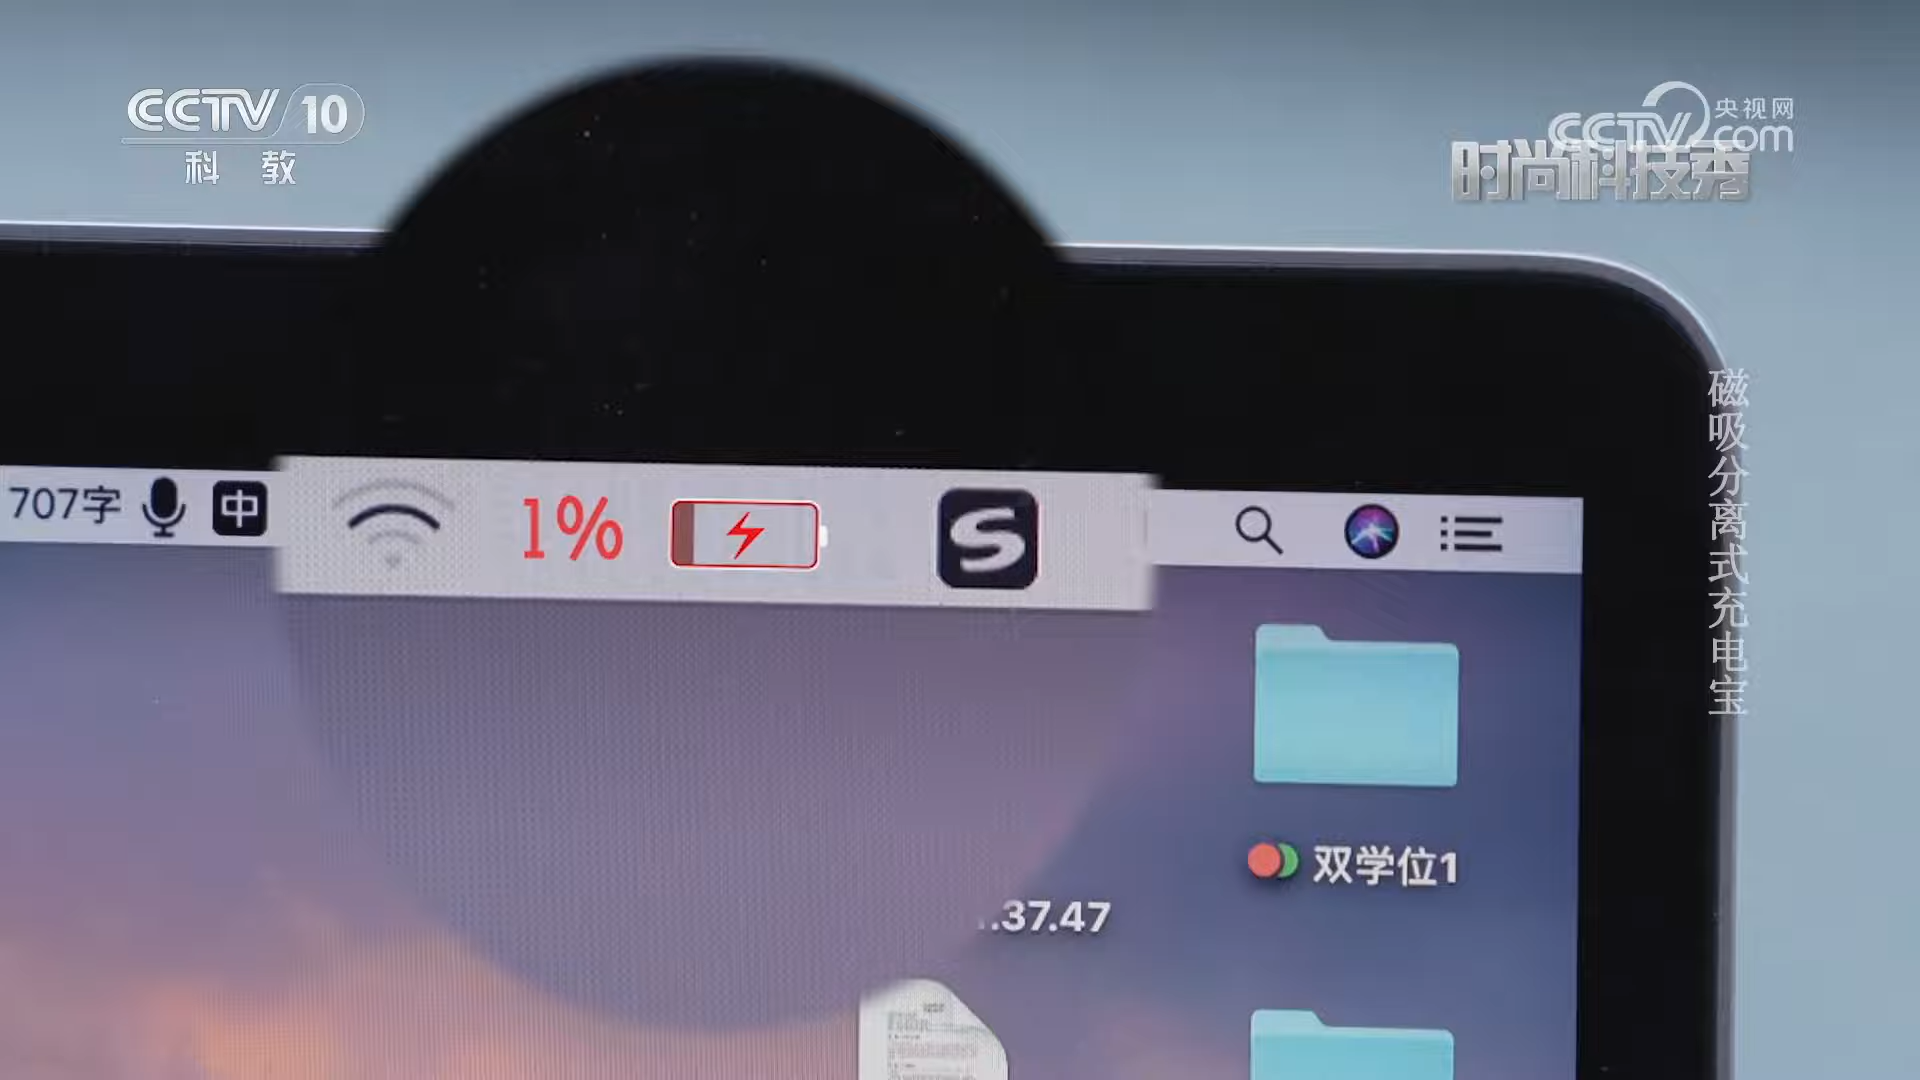 CCTV 10
科 教
央视网
CCTV.com
时尚科技秀
磁吸分离式充电宝
707字
中
1%
S
双学位1
.37.47